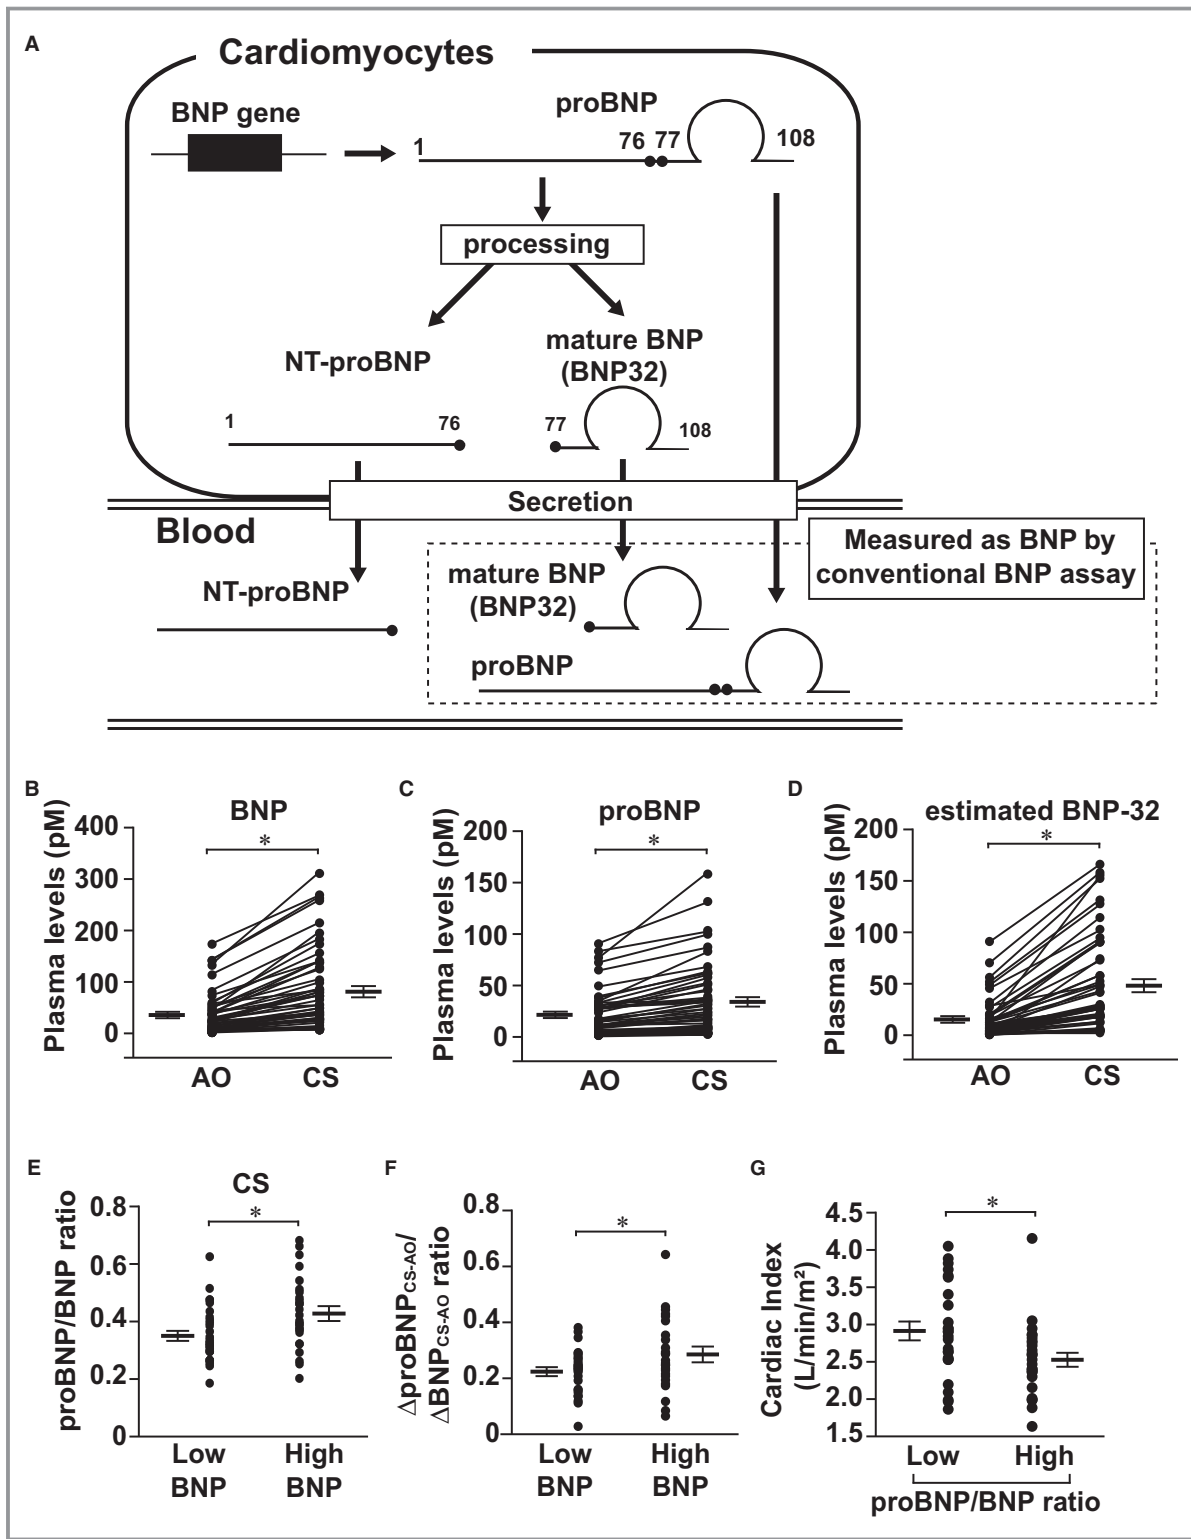 A
Cardiomyocytes
BNP gene
proBNP
1
76 77
108
processing
NT-proBNP
mature BNP
(BNP32)
1
76
77
108
Secretion
Blood
Measured as BNP by
conventional BNP assay
NT-proBNP
mature BNP
(BNP32)
proBNP
B
BNP
*
Plasma levels (pM)
400
300
200
100
0
AO
CS
C
proBNP
*
Plasma levels (pM)
200
150
100
50
0
AO
CS
D
estimated BNP-32
*
Plasma levels (pM)
200
150
100
50
0
AO
CS
E
CS
*
proBNP/BNP ratio
0.8
0.6
0.4
0.2
0
Low
BNP
High
BNP
F
*
△proBNPCS-AO/
△BNPCS-AO ratio
0.8
0.6
0.4
0.2
0
Low
BNP
High
BNP
G
*
Cardiac Index
(L/min/m²)
4.5
4.0
3.5
3.0
2.5
2.0
1.5
Low
High
proBNP/BNP ratio